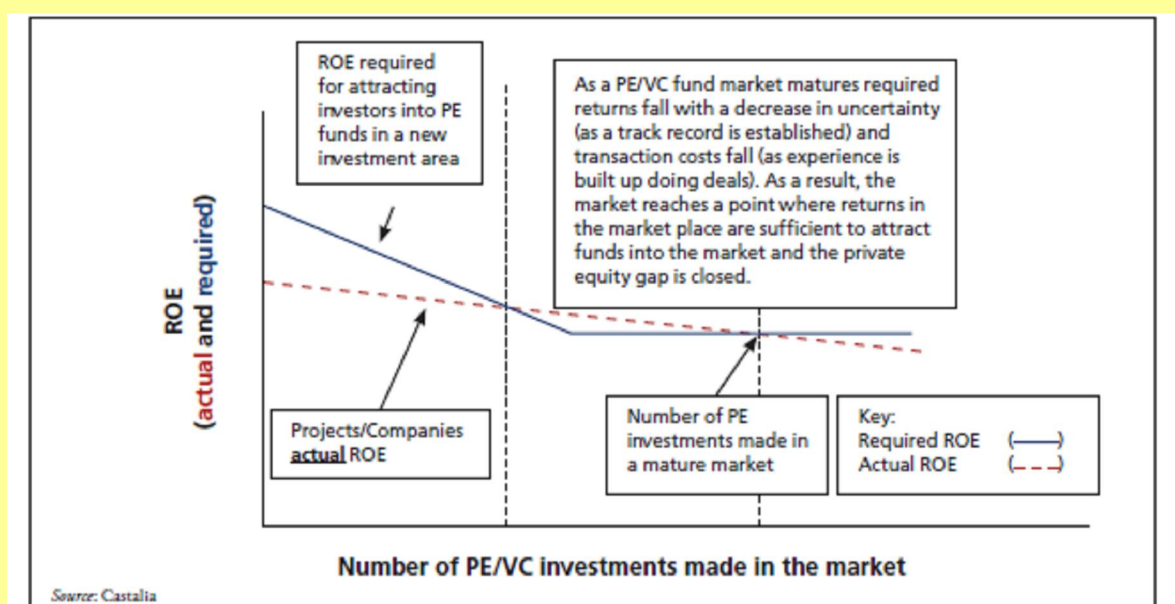 ROE required
for attracting
investors into PE
funds in a new
investment area
As a PE/VC fund market matures required
returns fall with a decrease in uncertainty
(as a track record is established) and
transaction costs fall (as experience is
built up doing deals). As a result, the
market reaches a point where returns in
the market place are sufficient to attract
funds into the market and the private
equity gap is closed.
ROE
(actual and required)
Projects/Companies
actual ROE
Number of PE
investments made in
a mature market
Key:
Required ROE (——)
Actual ROE (– – –)
Number of PE/VC investments made in the market
Source: Castalia